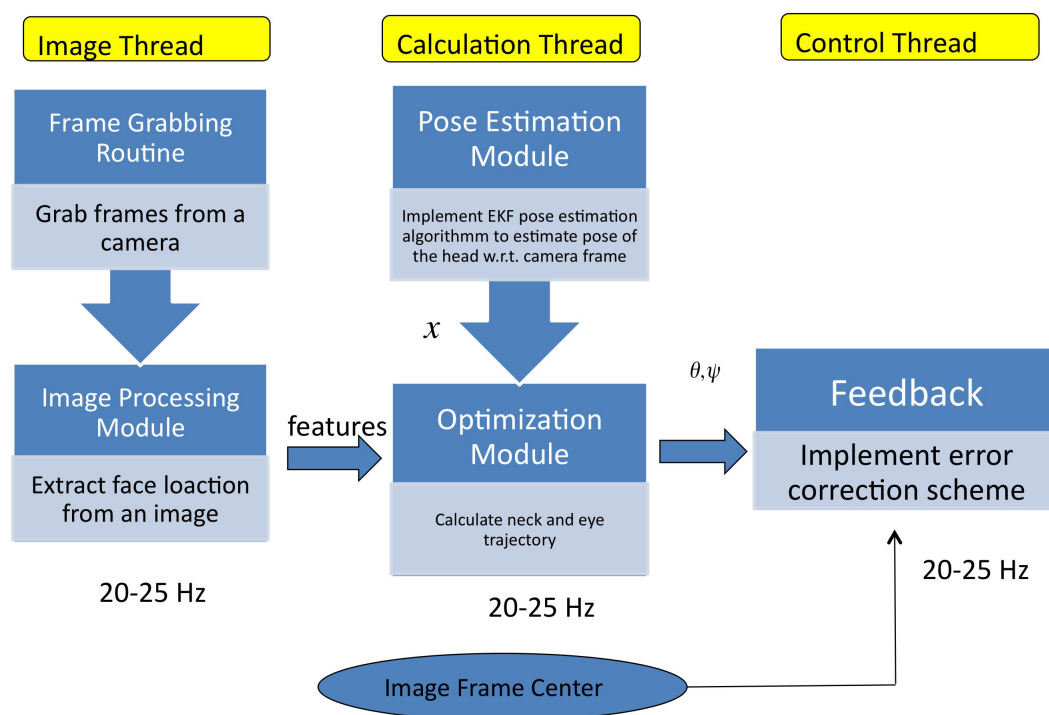 Image Thread
Frame Grabbing
Routine
Grab frames from a
camera
Image Processing
Module
Extract face loaction
from an image
20-25 Hz
features
Calculation Thread
Pose Estimation
Module
Implement EKF pose estimation
algorithmm to estimate pose of
the head w.r.t. camera frame
x
Optimization
Module
Calculate neck and eye
trajectory
20-25 Hz
θ,ψ
Control Thread
Feedback
Implement error
correction scheme
20-25 Hz
Image Frame Center